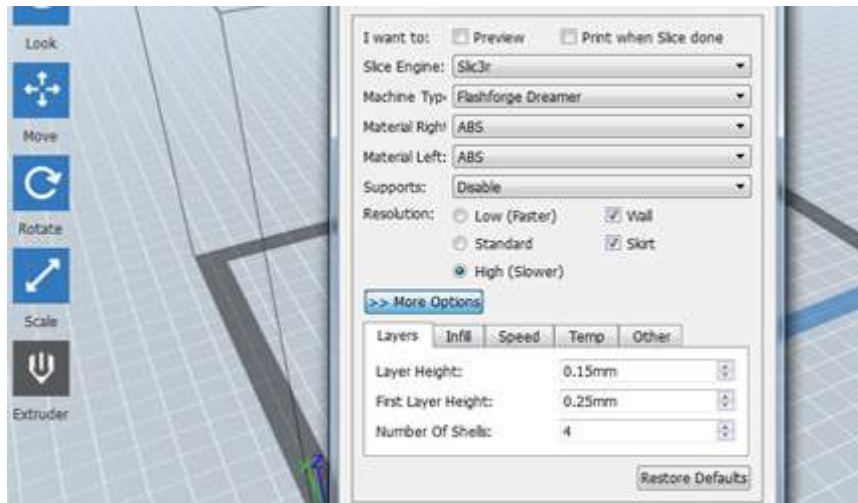 Look
Move
Rotate
Scale
Extruder
I want to: Preview Print when Slice done
Slice Engine: Slic3r
Machine Typ Flashforge Dreamer
Material Righ ABS
Material Left: ABS
Supports: Disable
Resolution: Low (Faster) Wall
Standard Skirt
High (Slower)
>> More Options
Layers Infill Speed Temp Other
Layer Height: 0.15mm
First Layer Height: 0.25mm
Number Of Shells: 4
Restore Defaults
Z